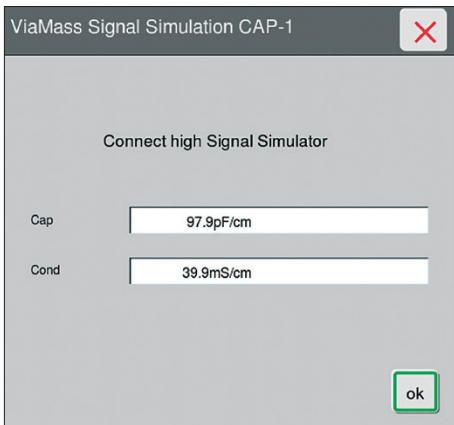 ViaMass Signal Simulation CAP-1
Connect high Signal Simulator
Cap 97.9pF/cm
Cond 39.9mS/cm
ok